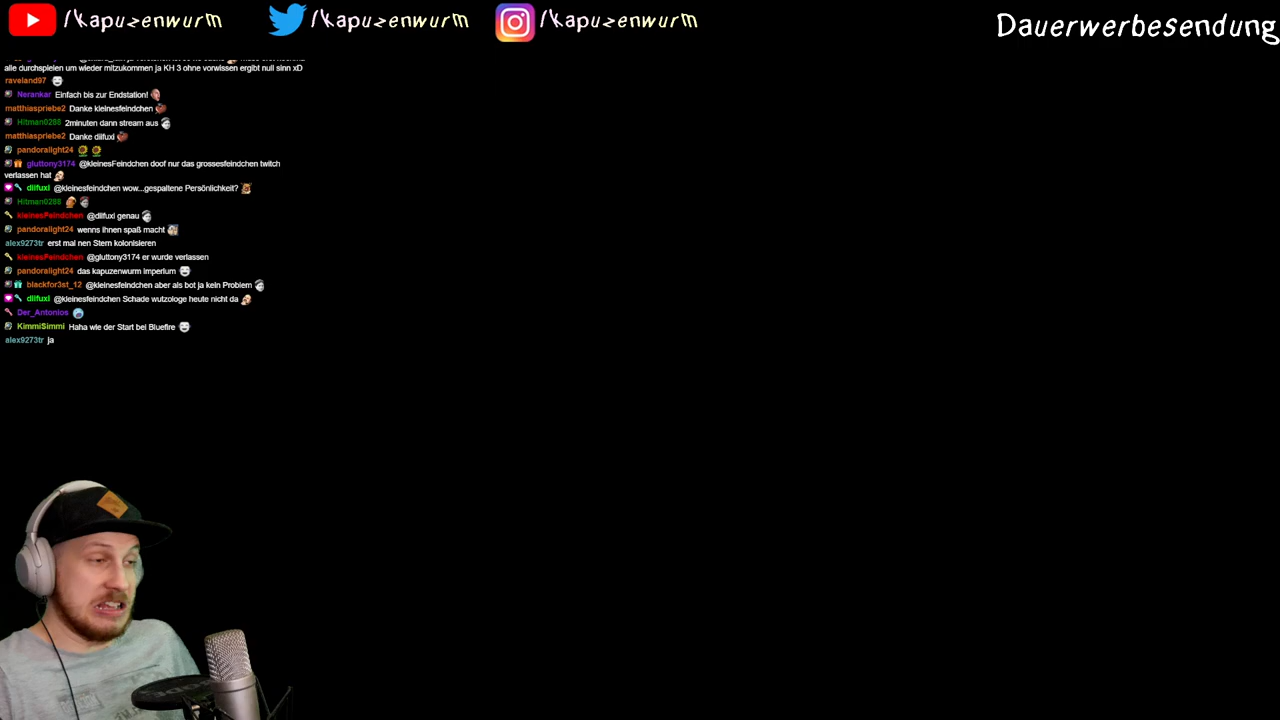 /kapuzenwurm /kapuzenwurm /kapuzenwurm Dauerwerbesendung
alle durchspielen um wieder mitzukommen ja KH 3 ohne vorwissen ergibt null sinn xD
raveland97
Nerankar Einfach bis zur Endstation!
matthiaspriebe2 Danke kleinesfeindchen
Hitman0288 2minuten dann stream aus
matthiaspriebe2 Danke diifuxi
pandoralight24
gluttony3174 @kleinesFeindchen doof nur das grossesfeindchen twitch
verlassen hat
diifuxi @kleinesfeindchen wow...gespaltene Persönlichkeit?
Hitman0288
kleinesFeindchen @diifuxi genau
pandoralight24 wenns ihnen spaß macht
alex9273tr erst mal nen Stern kolonisieren
kleinesFeindchen @gluttony3174 er wurde verlassen
pandoralight24 das kapuzenwurm imperium
blackfor3st_12 @kleinesfeindchen aber als bot ja kein Problem
diifuxi @kleinesfeindchen Schade wutzologe heute nicht da
Der_Antonios
KimmiSimmi Haha wie der Start bei Bluefire
alex9273tr ja